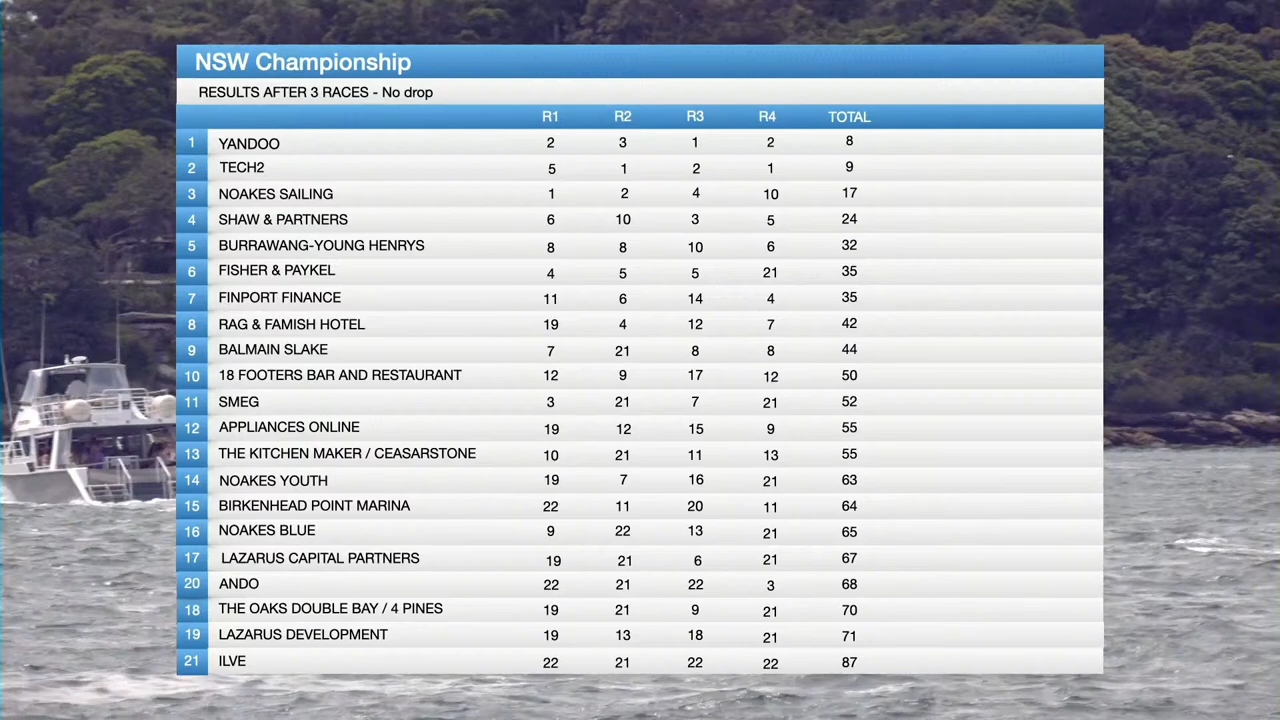 NSW Championship
RESULTS AFTER 3 RACES - No drop
R1 R2 R3 R4 TOTAL
1 YANDOO 2 3 1 2 8
2 TECH2 5 1 2 1 9
3 NOAKES SAILING 1 2 4 10 17
4 SHAW & PARTNERS 6 10 3 5 24
5 BURRAWANG-YOUNG HENRYS 8 8 10 6 32
6 FISHER & PAYKEL 4 5 5 21 35
7 FINPORT FINANCE 11 6 14 4 35
8 RAG & FAMISH HOTEL 19 4 12 7 42
9 BALMAIN SLAKE 7 21 8 8 44
10 18 FOOTERS BAR AND RESTAURANT 12 9 17 12 50
11 SMEG 3 21 7 21 52
12 APPLIANCES ONLINE 19 12 15 9 55
13 THE KITCHEN MAKER / CEASARSTONE 10 21 11 13 55
14 NOAKES YOUTH 19 7 16 21 63
15 BIRKENHEAD POINT MARINA 22 11 20 11 64
16 NOAKES BLUE 9 22 13 21 65
17 LAZARUS CAPITAL PARTNERS 19 21 6 21 67
20 ANDO 22 21 22 3 68
18 THE OAKS DOUBLE BAY / 4 PINES 19 21 9 21 70
19 LAZARUS DEVELOPMENT 19 13 18 21 71
21 ILVE 22 21 22 22 87